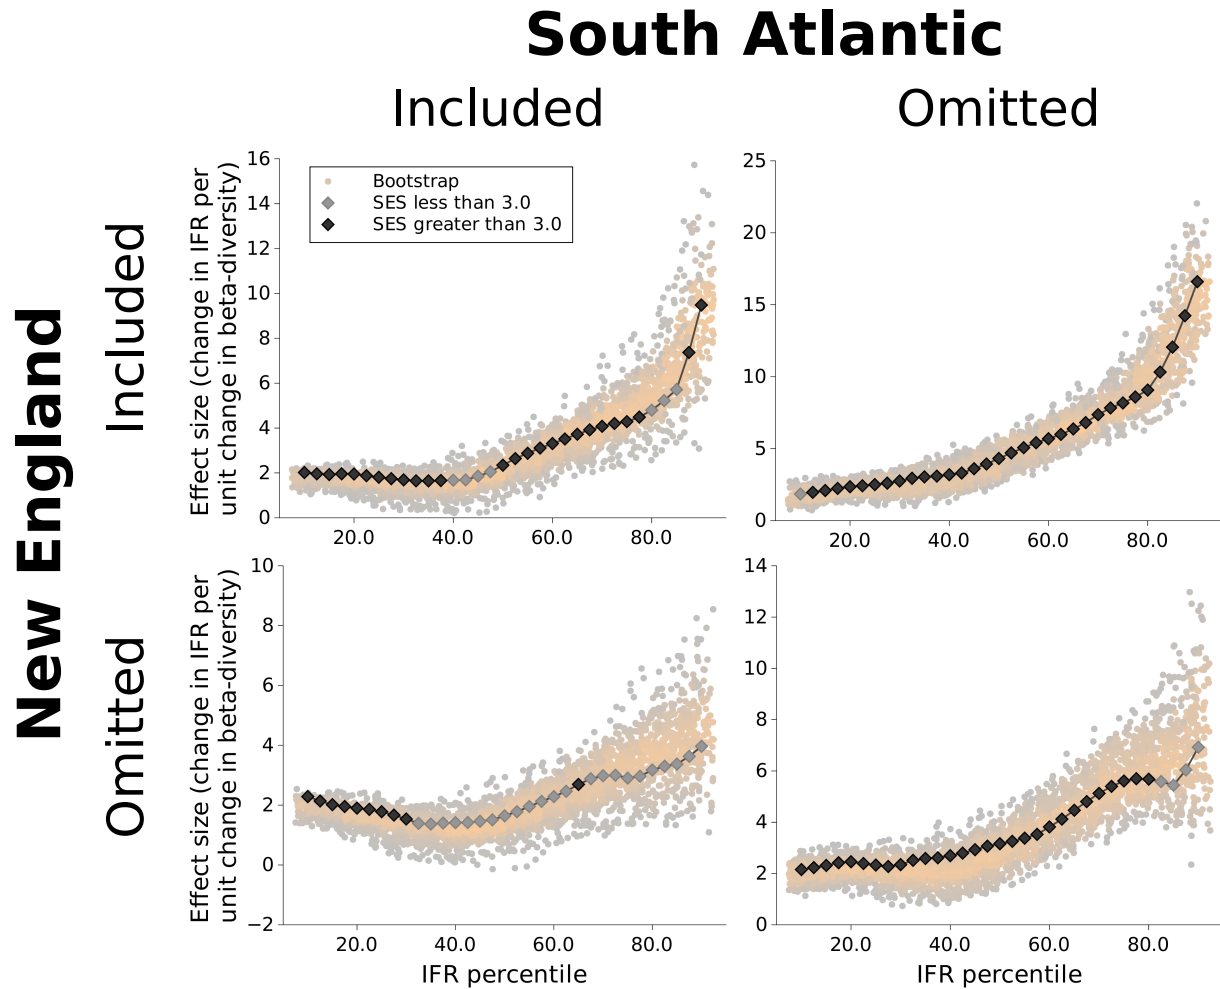 South Atlantic
Included
Omitted
New England
Included
Omitted
Effect size (change in IFR per
unit change in beta-diversity)
16
14
12
10
8
6
4
2
0
Bootstrap
SES less than 3.0
SES greater than 3.0
20.0 40.0 60.0 80.0
25
20
15
10
5
0
20.0 40.0 60.0 80.0
Effect size (change in IFR per
unit change in beta-diversity)
10
8
6
4
2
0
−2
20.0 40.0 60.0 80.0
IFR percentile
14
12
10
8
6
4
2
0
20.0 40.0 60.0 80.0
IFR percentile